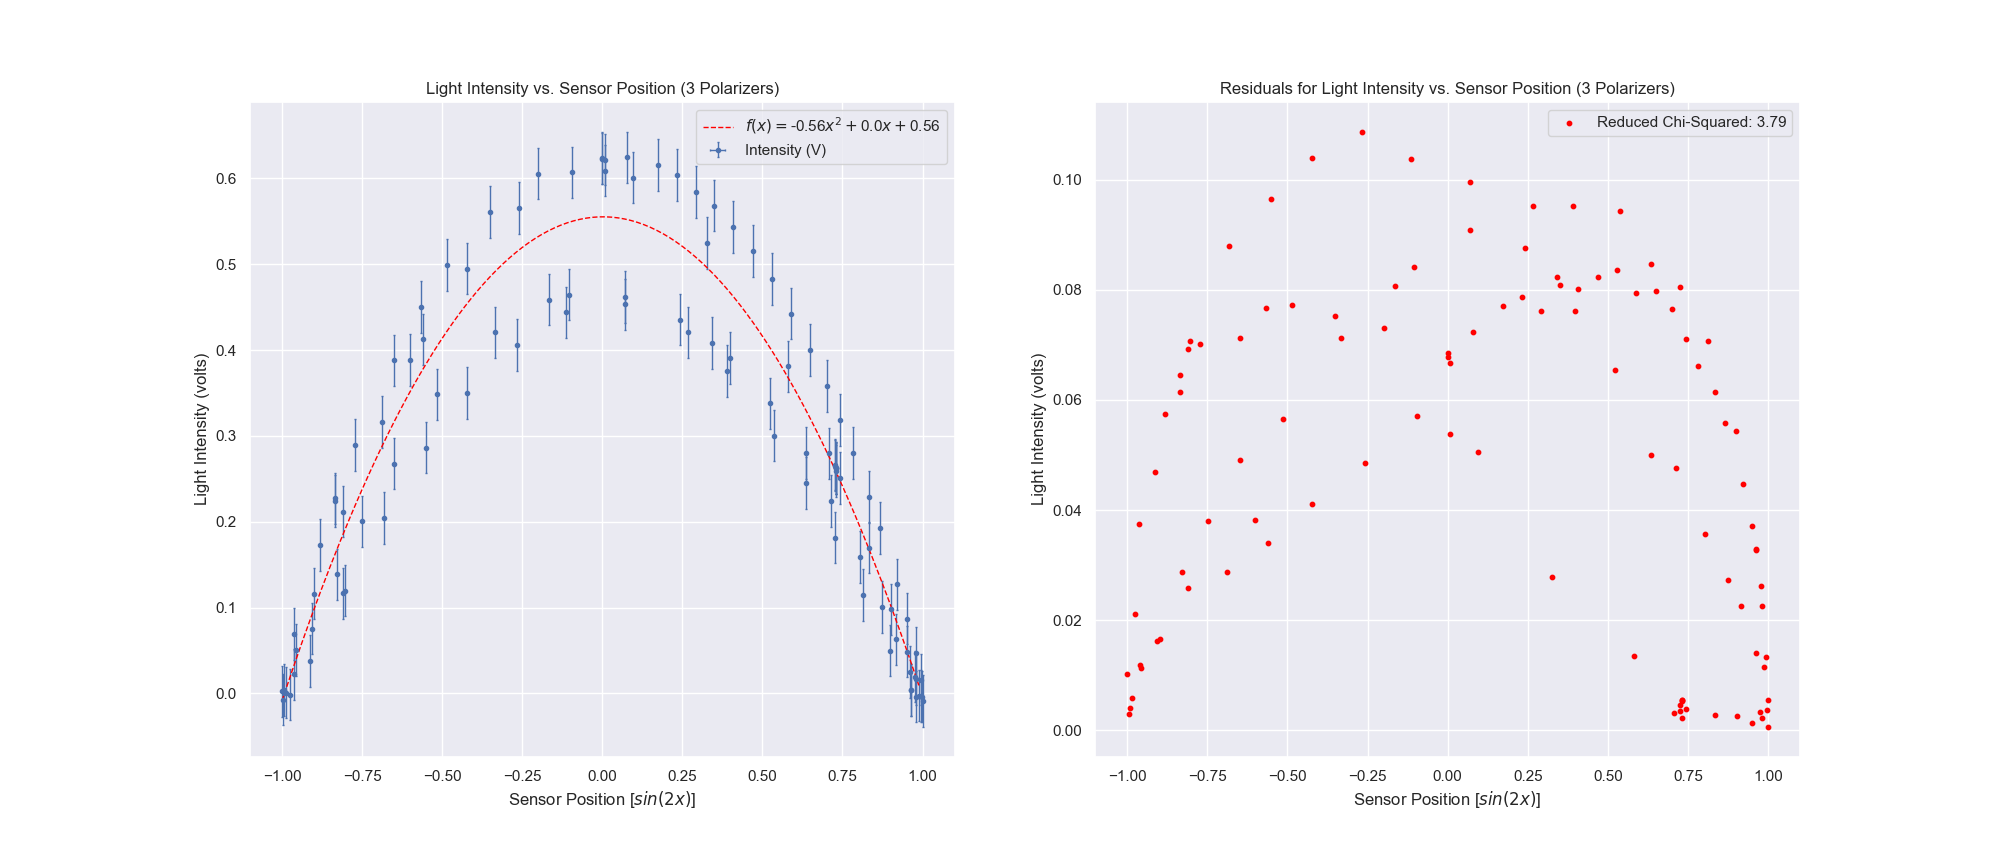 Light Intensity vs. Sensor Position (3 Polarizers)
f(x) = -0.56x² + 0.0x + 0.56
Intensity (V)
Light Intensity (volts)
0.6
0.5
0.4
0.3
0.2
0.1
0.0
−1.00 −0.75 −0.50 −0.25 0.00 0.25 0.50 0.75 1.00
Sensor Position [sin(2x)]
Residuals for Light Intensity vs. Sensor Position (3 Polarizers)
Reduced Chi-Squared: 3.79
Light Intensity (volts)
0.10
0.08
0.06
0.04
0.02
0.00
−1.00 −0.75 −0.50 −0.25 0.00 0.25 0.50 0.75 1.00
Sensor Position [sin(2x)]